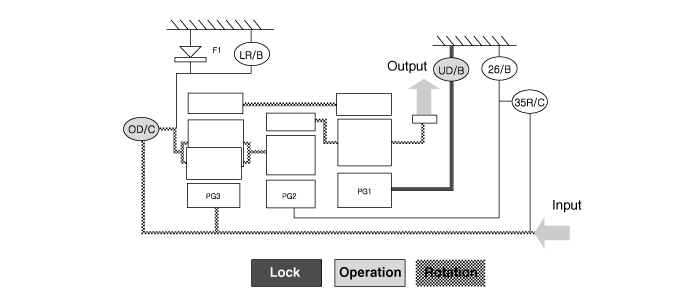 F1
LR/B
Output
UD/B
26/B
35R/C
OD/C
PG3
PG2
PG1
Input
Lock
Operation
Rotation